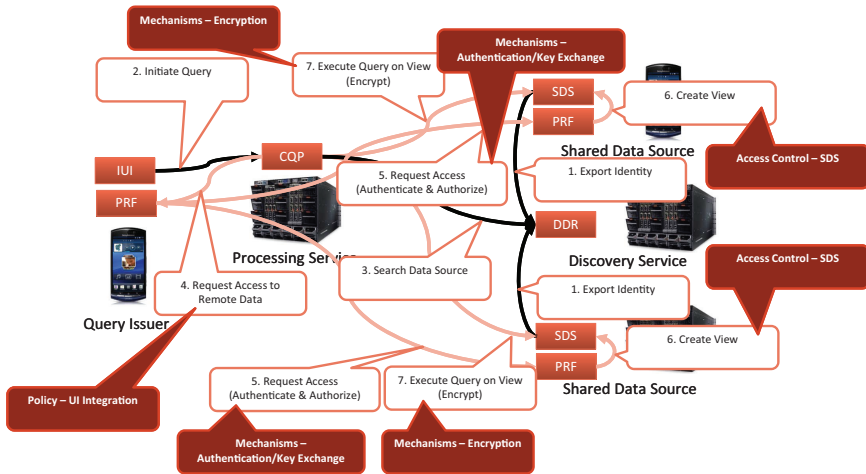 Mechanisms – Encryption
2. Initiate Query
7. Execute Query on View
(Encrypt)
Mechanisms –
Authentication/Key Exchange
SDS
PRF
6. Create View
Shared Data Source
Access Control – SDS
IUI
PRF
CQP
5. Request Access
(Authenticate & Authorize)
1. Export Identity
DDR
Processing Service
Discovery Service
3. Search Data Source
4. Request Access to
Remote Data
Query Issuer
1. Export Identity
Access Control – SDS
SDS
PRF
6. Create View
Shared Data Source
5. Request Access
(Authenticate & Authorize)
7. Execute Query on View
(Encrypt)
Policy – UI Integration
Mechanisms –
Authentication/Key Exchange
Mechanisms – Encryption